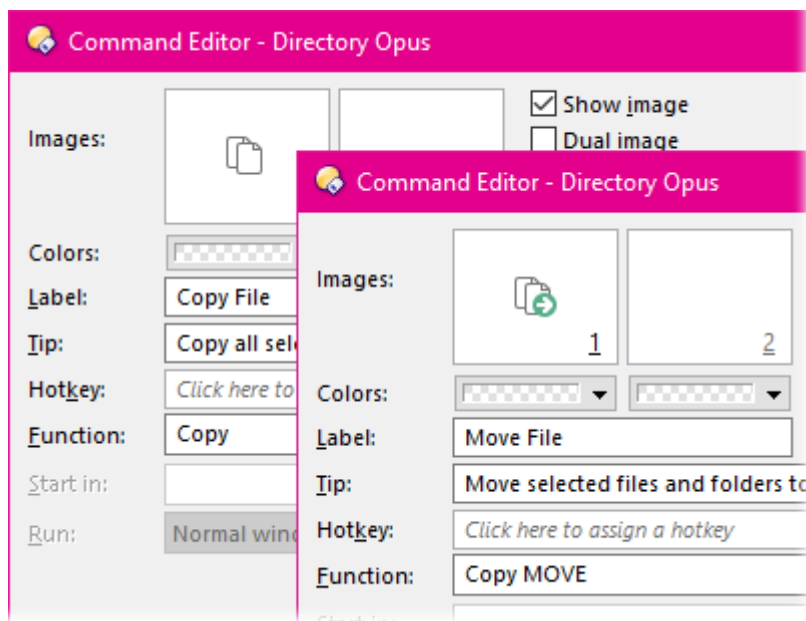 Command Editor - Directory Opus
Images:
Show image
Dual image
Colors:
Label: Copy File
Tip: Copy all sel
Hotkey: Click here to
Function: Copy
Start in:
Run: Normal wind
Command Editor - Directory Opus
Images:
1 2
Colors:
Label: Move File
Tip: Move selected files and folders to
Hotkey: Click here to assign a hotkey
Function: Copy MOVE